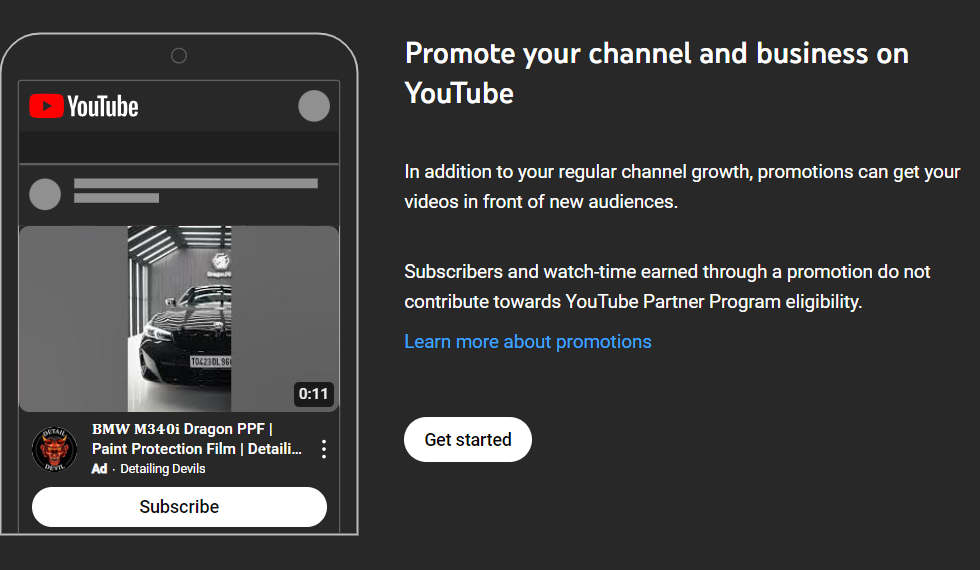 YouTube
Promote your channel and business on
YouTube
In addition to your regular channel growth, promotions can get your
videos in front of new audiences.
Subscribers and watch-time earned through a promotion do not
contribute towards YouTube Partner Program eligibility.
Learn more about promotions
Get started
0:11
DETAIL
DEVIL
𝐁𝐌𝐖 𝐌𝟑𝟒𝟎𝐢 Dragon PPF |
Paint Protection Film | Detaili...
Ad · Detailing Devils
Subscribe